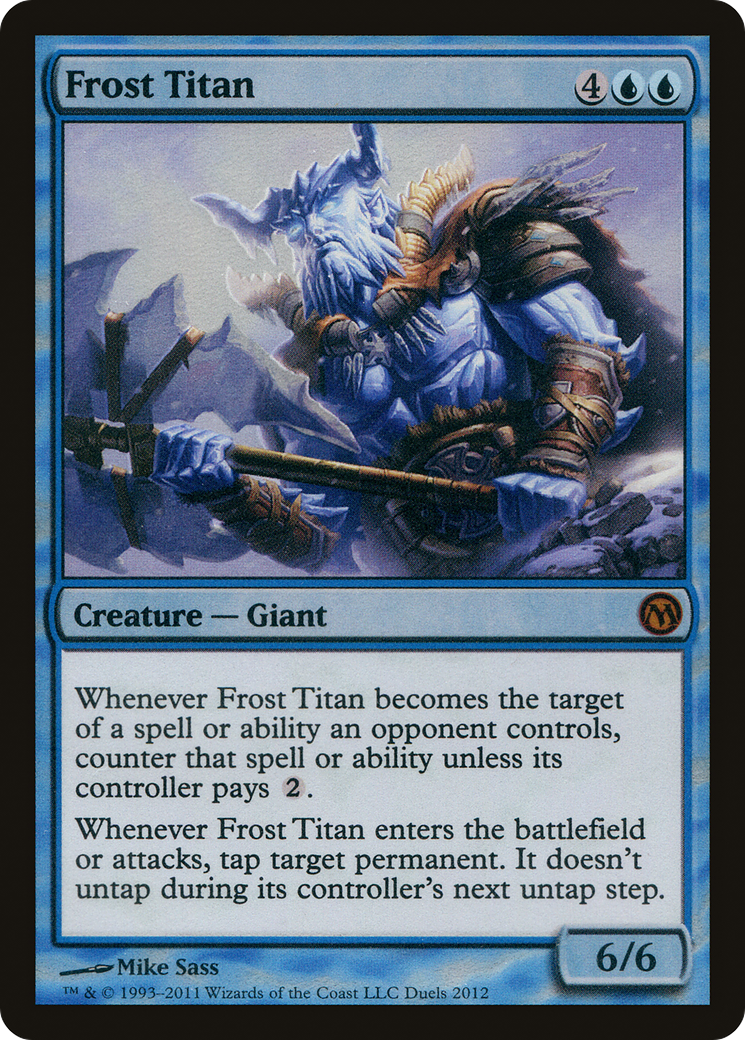 Frost Titan 4
Creature — Giant
Whenever Frost Titan becomes the target
of a spell or ability an opponent controls,
counter that spell or ability unless its
controller pays 2.
Whenever Frost Titan enters the battlefield
or attacks, tap target permanent. It doesn't
untap during its controller's next untap step.
6/6
Mike Sass
™ & © 1993–2011 Wizards of the Coast LLC Duels 2012